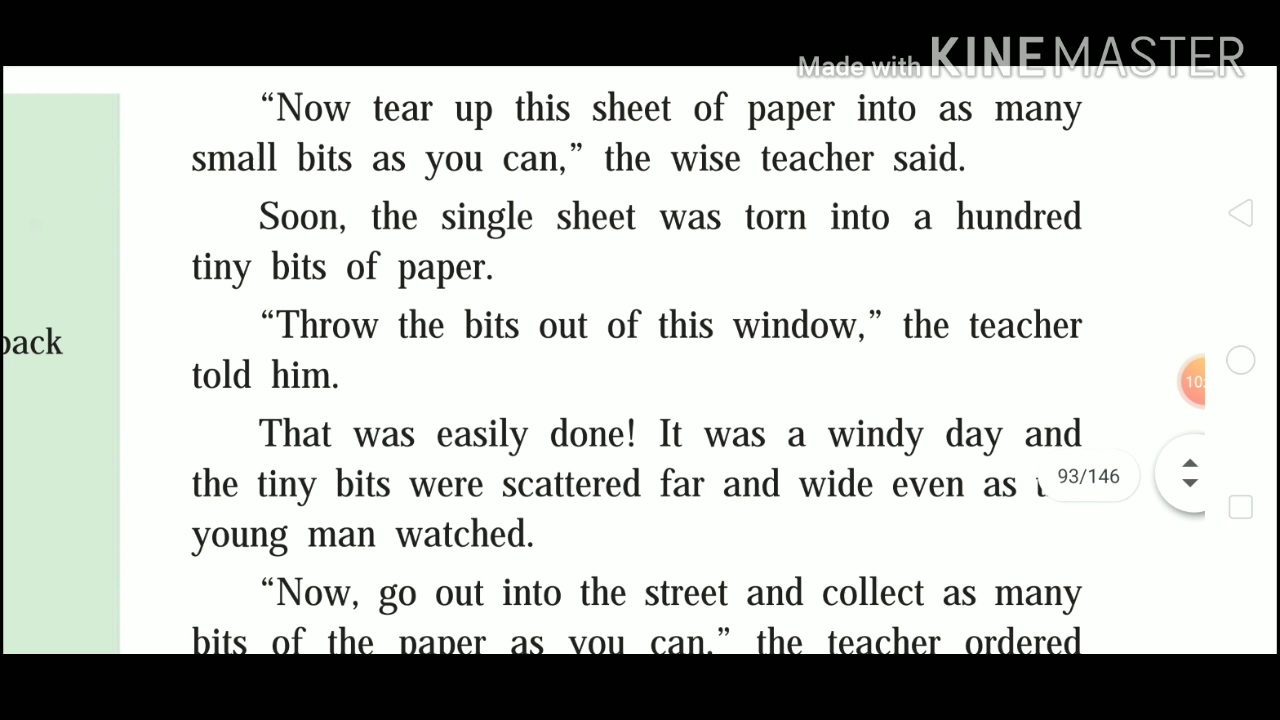 Made with KINEMASTER
“Now tear up this sheet of paper into as many
small bits as you can,” the wise teacher said.
Soon, the single sheet was torn into a hundred
tiny bits of paper.
“Throw the bits out of this window,” the teacher
back
told him.
That was easily done! It was a windy day and
the tiny bits were scattered far and wide even as
93/146
young man watched.
“Now, go out into the street and collect as many
bits of the paper as you can,” the teacher ordered